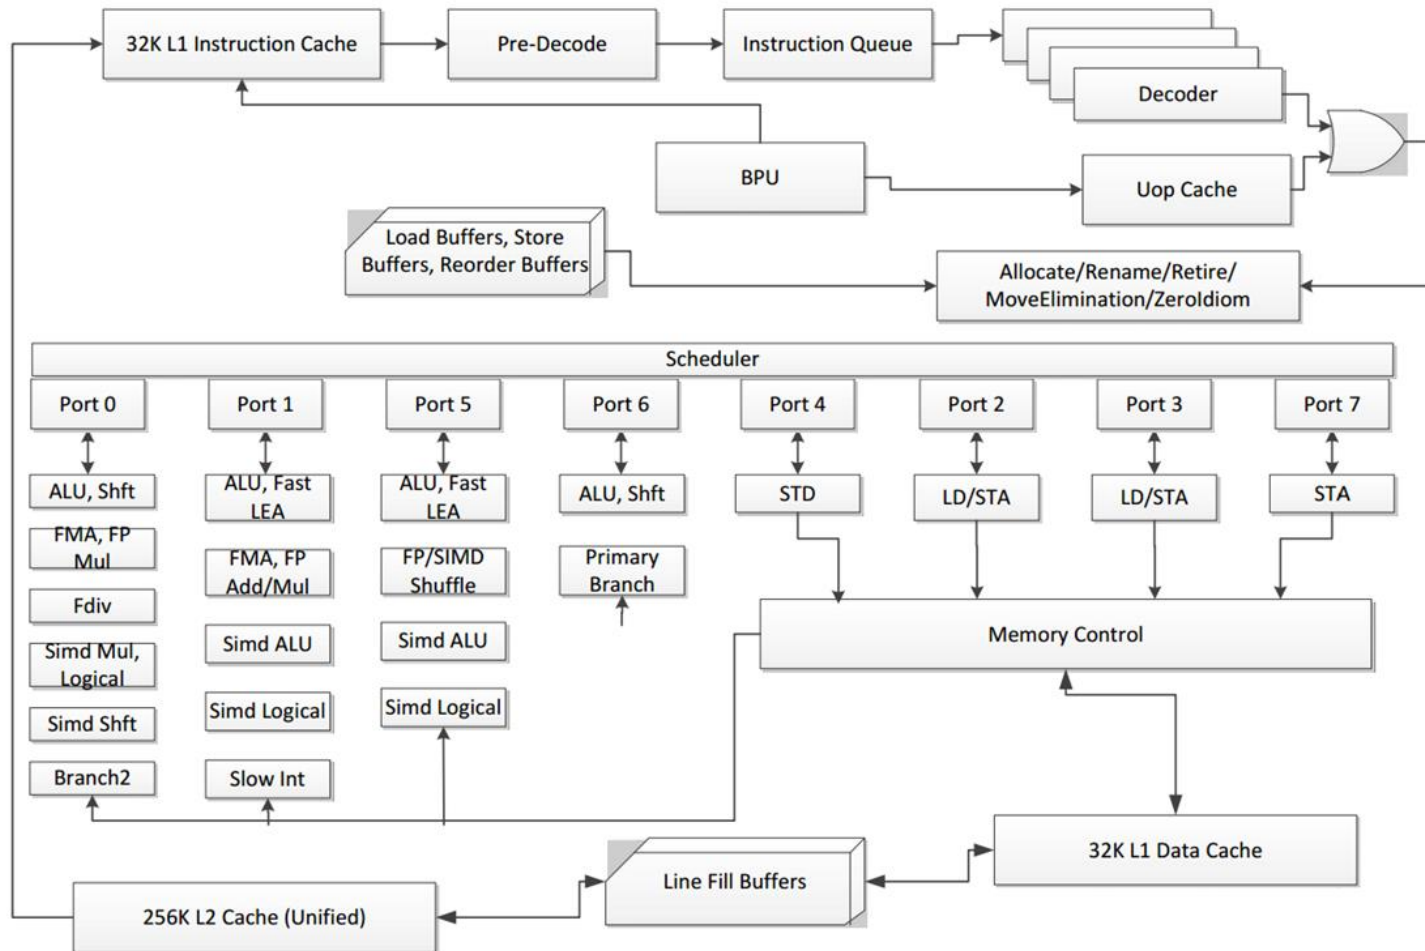 32K L1 Instruction Cache
Pre-Decode
Instruction Queue
Decoder
BPU
Uop Cache
Load Buffers, Store
Buffers, Reorder Buffers
Allocate/Rename/Retire/
MoveElimination/ZeroIdiom
Scheduler
Port 0
Port 1
Port 5
Port 6
Port 4
Port 2
Port 3
Port 7
ALU, Shft
ALU, Fast
LEA
ALU, Fast
LEA
ALU, Shft
STD
LD/STA
LD/STA
STA
FMA, FP
Mul
FMA, FP
Add/Mul
FP/SIMD
Shuffle
Primary
Branch
Fdiv
Simd ALU
Simd ALU
Memory Control
Simd Mul,
Logical
Simd Logical
Simd Logical
Simd Shft
Branch2
Slow Int
32K L1 Data Cache
Line Fill Buffers
256K L2 Cache (Unified)